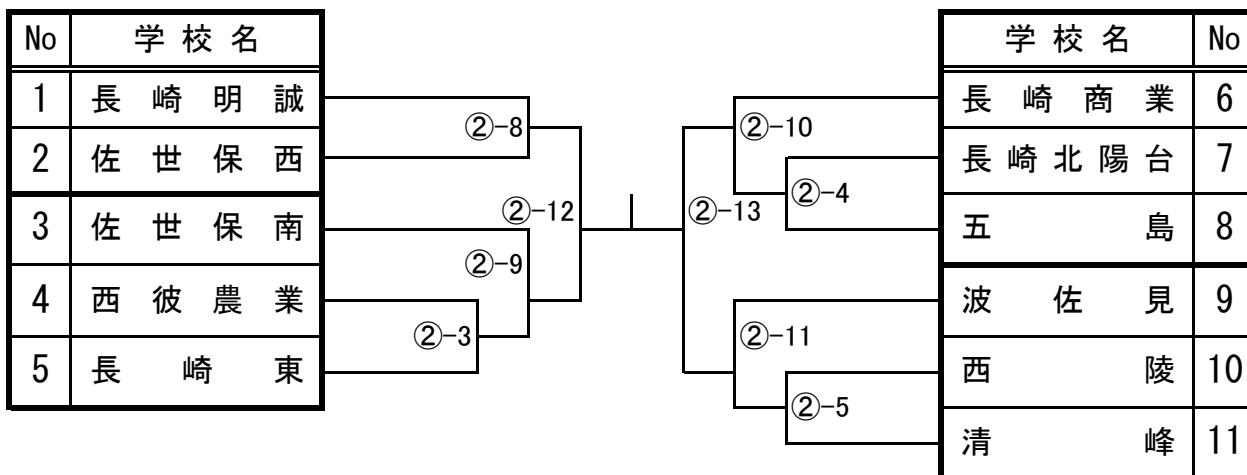 No 学校名
1 長崎明誠
2 佐世保西
3 佐世保南
4 西彼農業
5 長崎東
②-8
②-12
②-9
②-3
②-10
②-4
②-13
②-11
②-5
学校名 No
長崎商業 6
長崎北陽台 7
五島 8
波佐見 9
西陵 10
清峰 11